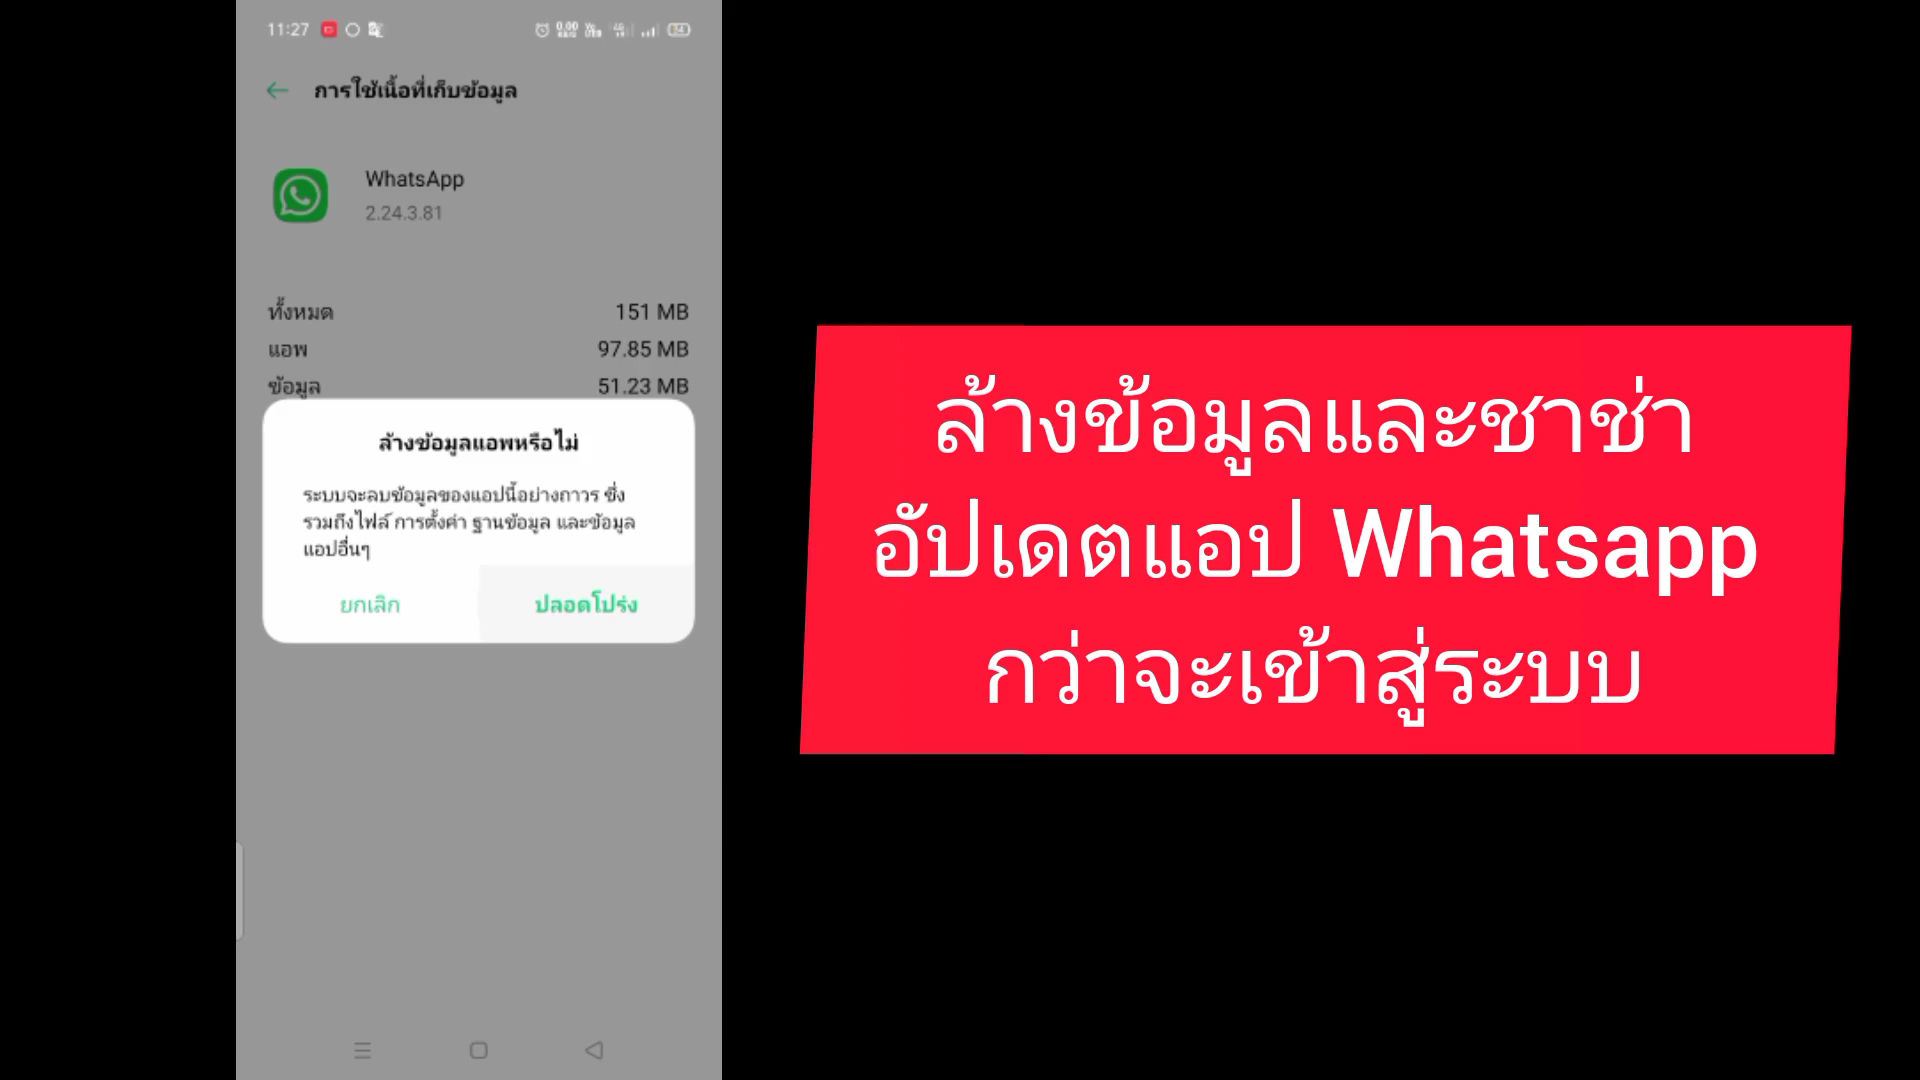 11:27
0.00 KB/S
54
การใช้เนื้อที่เก็บข้อมูล
WhatsApp
2.24.3.81
ทั้งหมด 151 MB
แอพ 97.85 MB
ข้อมูล 51.23 MB
ล้างข้อมูลแอพหรือไม่
ระบบจะลบข้อมูลของแอปนี้อย่างถาวร ซึ่ง
รวมถึงไฟล์ การตั้งค่า ฐานข้อมูล และข้อมูล
แอปอื่นๆ
ยกเลิก ปลอดโปร่ง
ล้างข้อมูลและชาช่า
อัปเดตแอป Whatsapp
กว่าจะเข้าสู่ระบบ